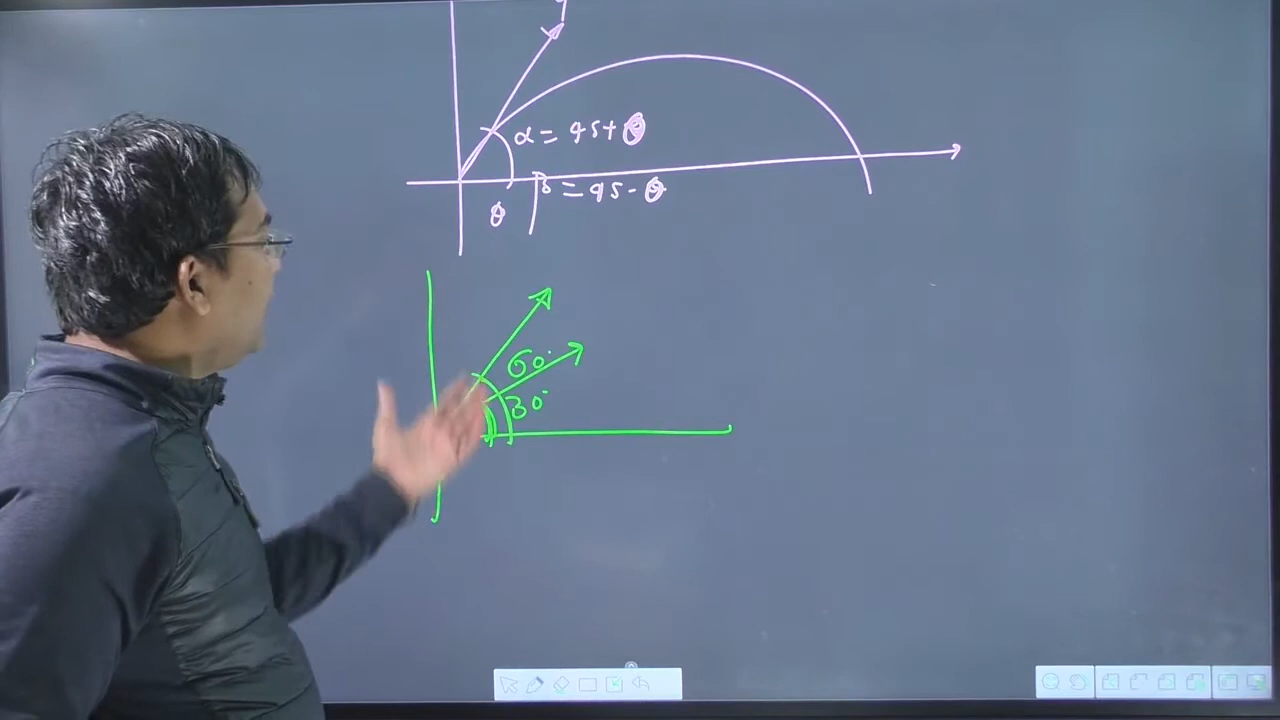 α = 45 + θ
β = 45 - θ
θ
60°
30°